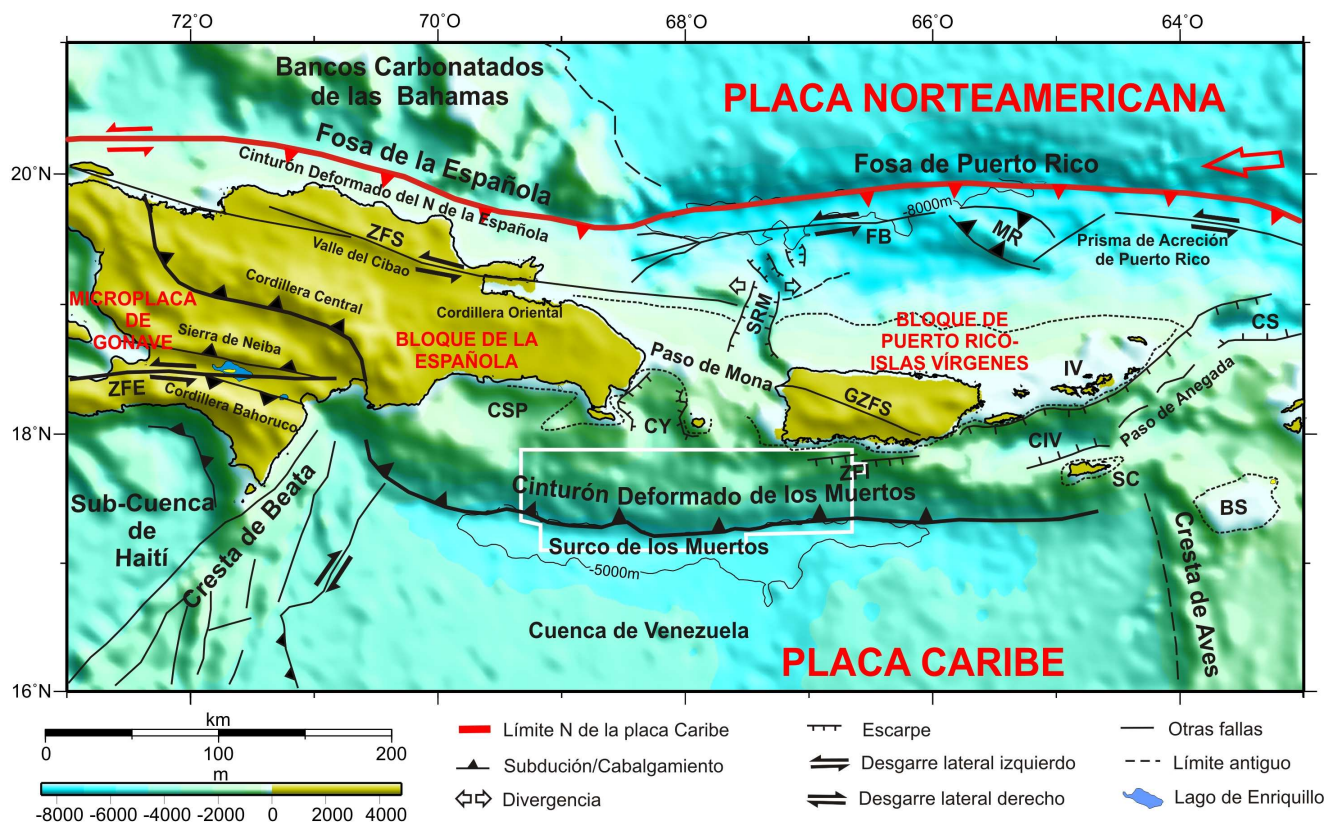 72°O
70°O
68°O
66°O
64°O
Bancos Carbonatados
de las Bahamas
PLACA NORTEAMERICANA
Fosa de la Española
Fosa de Puerto Rico
20°N
Cinturón Deformado del N de la Española
-8000m
ZFS
FB
MR
Valle del Cibao
Prisma de Acreción
de Puerto Rico
Cordillera Central
MICROPLACA
DE
GONAVE
Cordillera Oriental
SRM
CS
Sierra de Neiba
BLOQUE DE LA
ESPAÑOLA
BLOQUE DE
PUERTO RICO-
ISLAS VÍRGENES
Paso de Mona
IV
ZFE
Cordillera Bahoruco
GZFS
Paso de Anegada
CSP
CY
18°N
CIV
ZFI
SC
Sub-Cuenca
de
Haití
Cresta de Beata
Cinturón Deformado de los Muertos
BS
Surco de los Muertos
-5000m
Cresta de Aves
Cuenca de Venezuela
PLACA CARIBE
16°N
km
0
100
200
m
-8000
-6000
-4000
-2000
0
2000
4000
Límite N de la placa Caribe
Subdución/Cabalgamiento
Divergencia
Escarpe
Desgarre lateral izquierdo
Desgarre lateral derecho
Otras fallas
Límite antiguo
Lago de Enriquillo